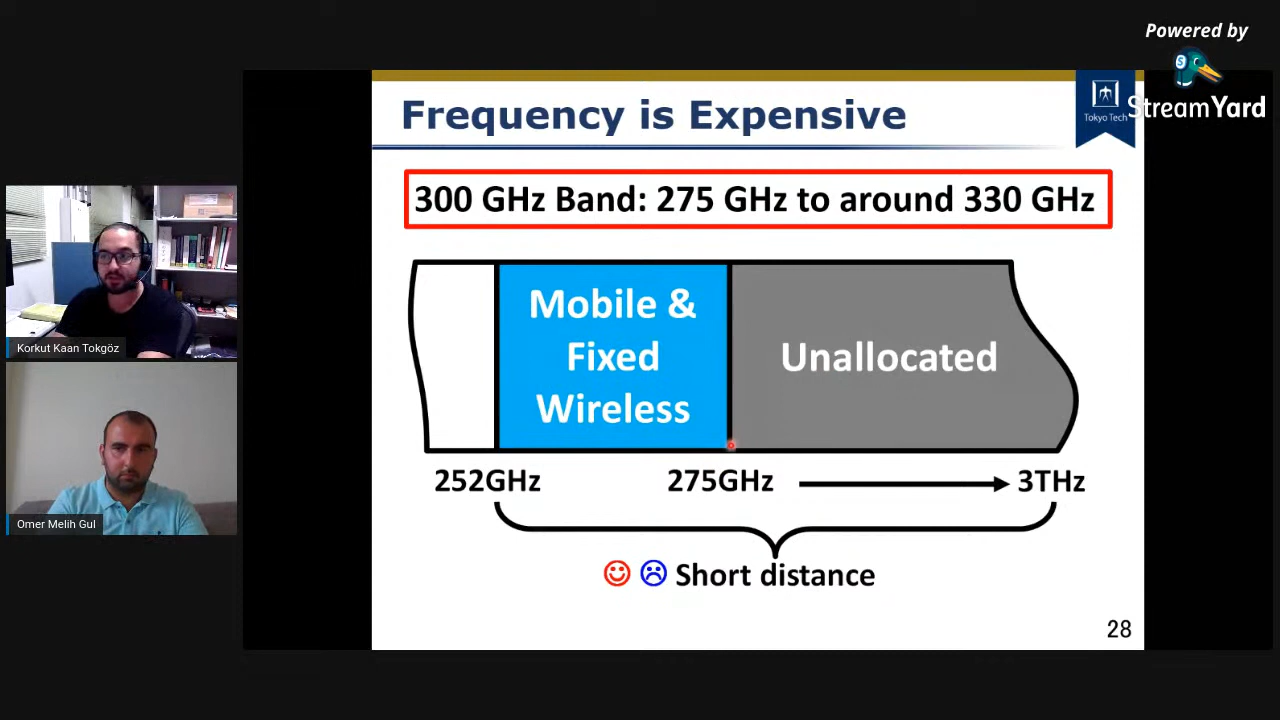 Powered by
StreamYard
Frequency is Expensive
Tokyo Tech
300 GHz Band: 275 GHz to around 330 GHz
Mobile &
Fixed
Wireless
Unallocated
252GHz
275GHz
3THz
Short distance
28
Korkut Kaan Tokgöz
Omer Melih Gul